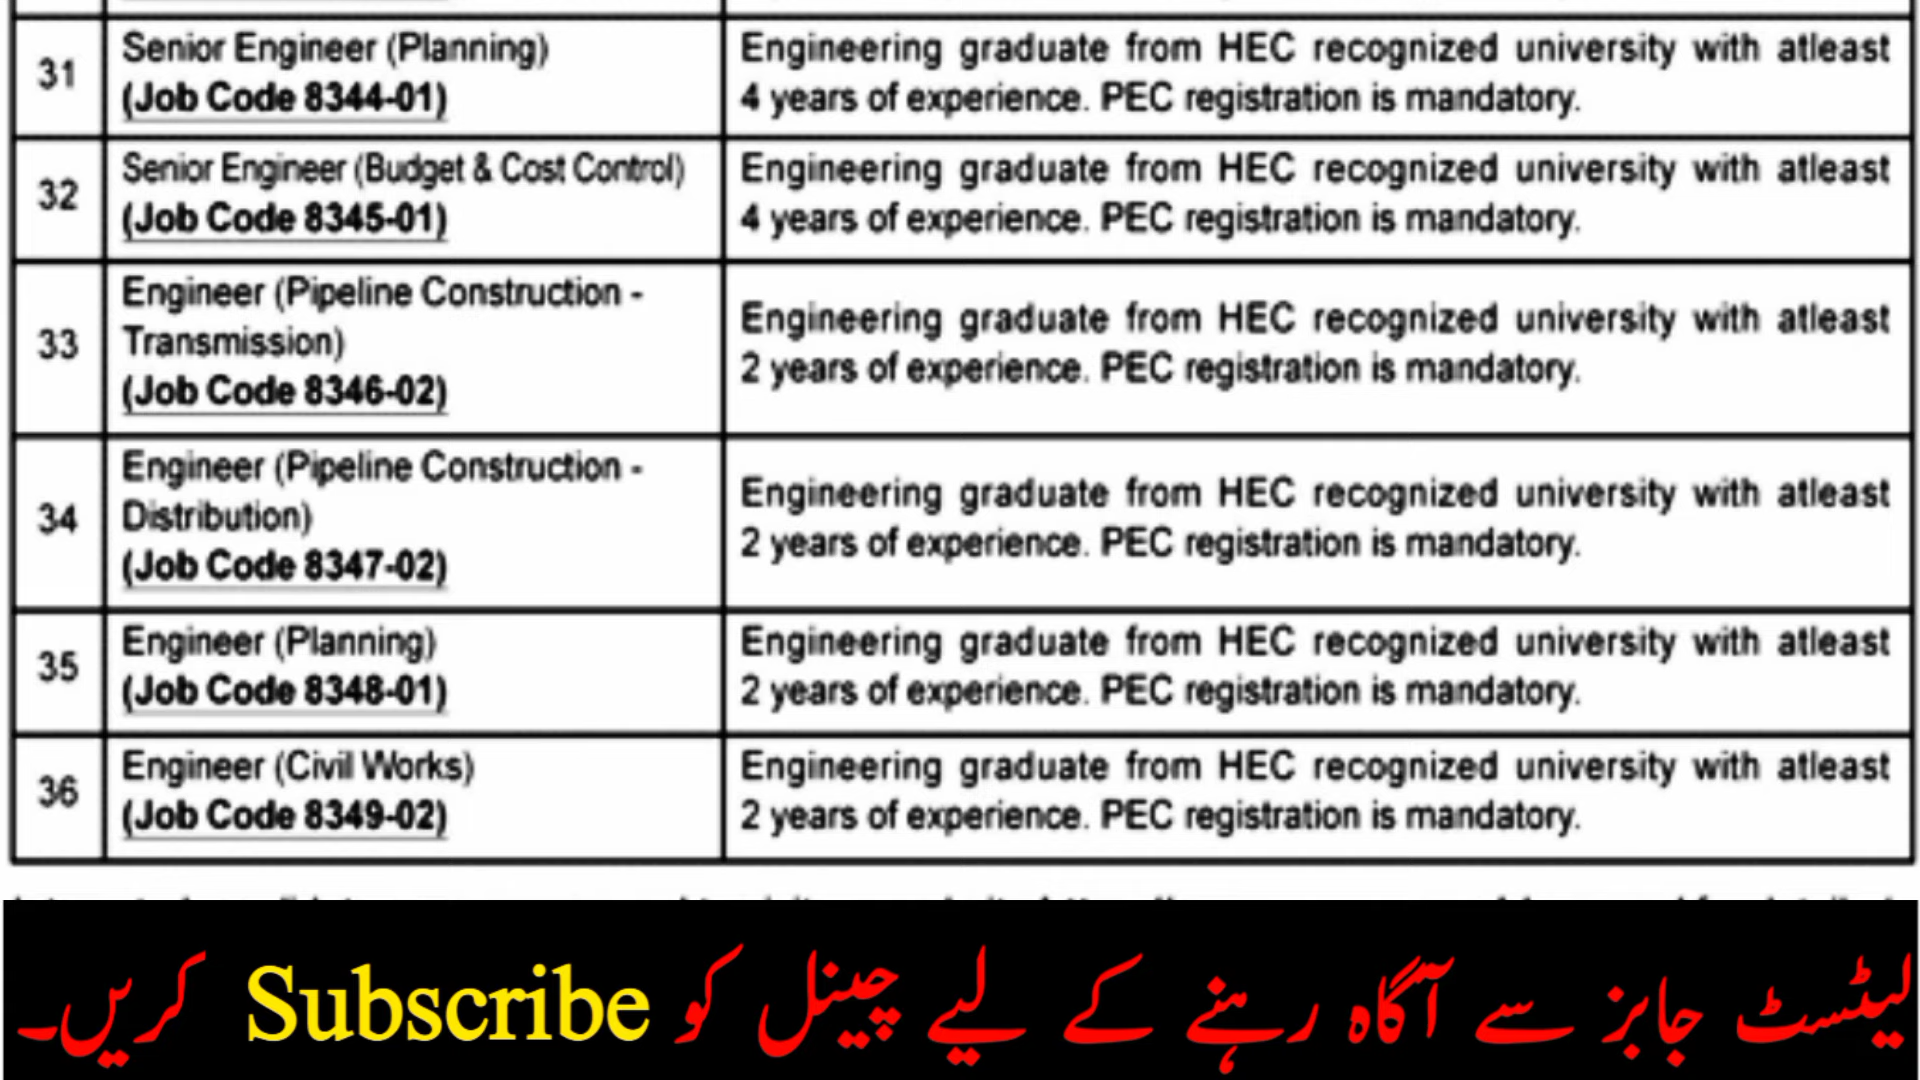 31
Senior Engineer (Planning)
(Job Code 8344-01)
Engineering graduate from HEC recognized university with atleast
4 years of experience. PEC registration is mandatory.
32
Senior Engineer (Budget & Cost Control)
(Job Code 8345-01)
Engineering graduate from HEC recognized university with atleast
4 years of experience. PEC registration is mandatory.
33
Engineer (Pipeline Construction -
Transmission)
(Job Code 8346-02)
Engineering graduate from HEC recognized university with atleast
2 years of experience. PEC registration is mandatory.
34
Engineer (Pipeline Construction -
Distribution)
(Job Code 8347-02)
Engineering graduate from HEC recognized university with atleast
2 years of experience. PEC registration is mandatory.
35
Engineer (Planning)
(Job Code 8348-01)
Engineering graduate from HEC recognized university with atleast
2 years of experience. PEC registration is mandatory.
36
Engineer (Civil Works)
(Job Code 8349-02)
Engineering graduate from HEC recognized university with atleast
2 years of experience. PEC registration is mandatory.
لیٹسٹ جابز سے آگاہ رہنے کے لیے چینل کو Subscribe کریں۔